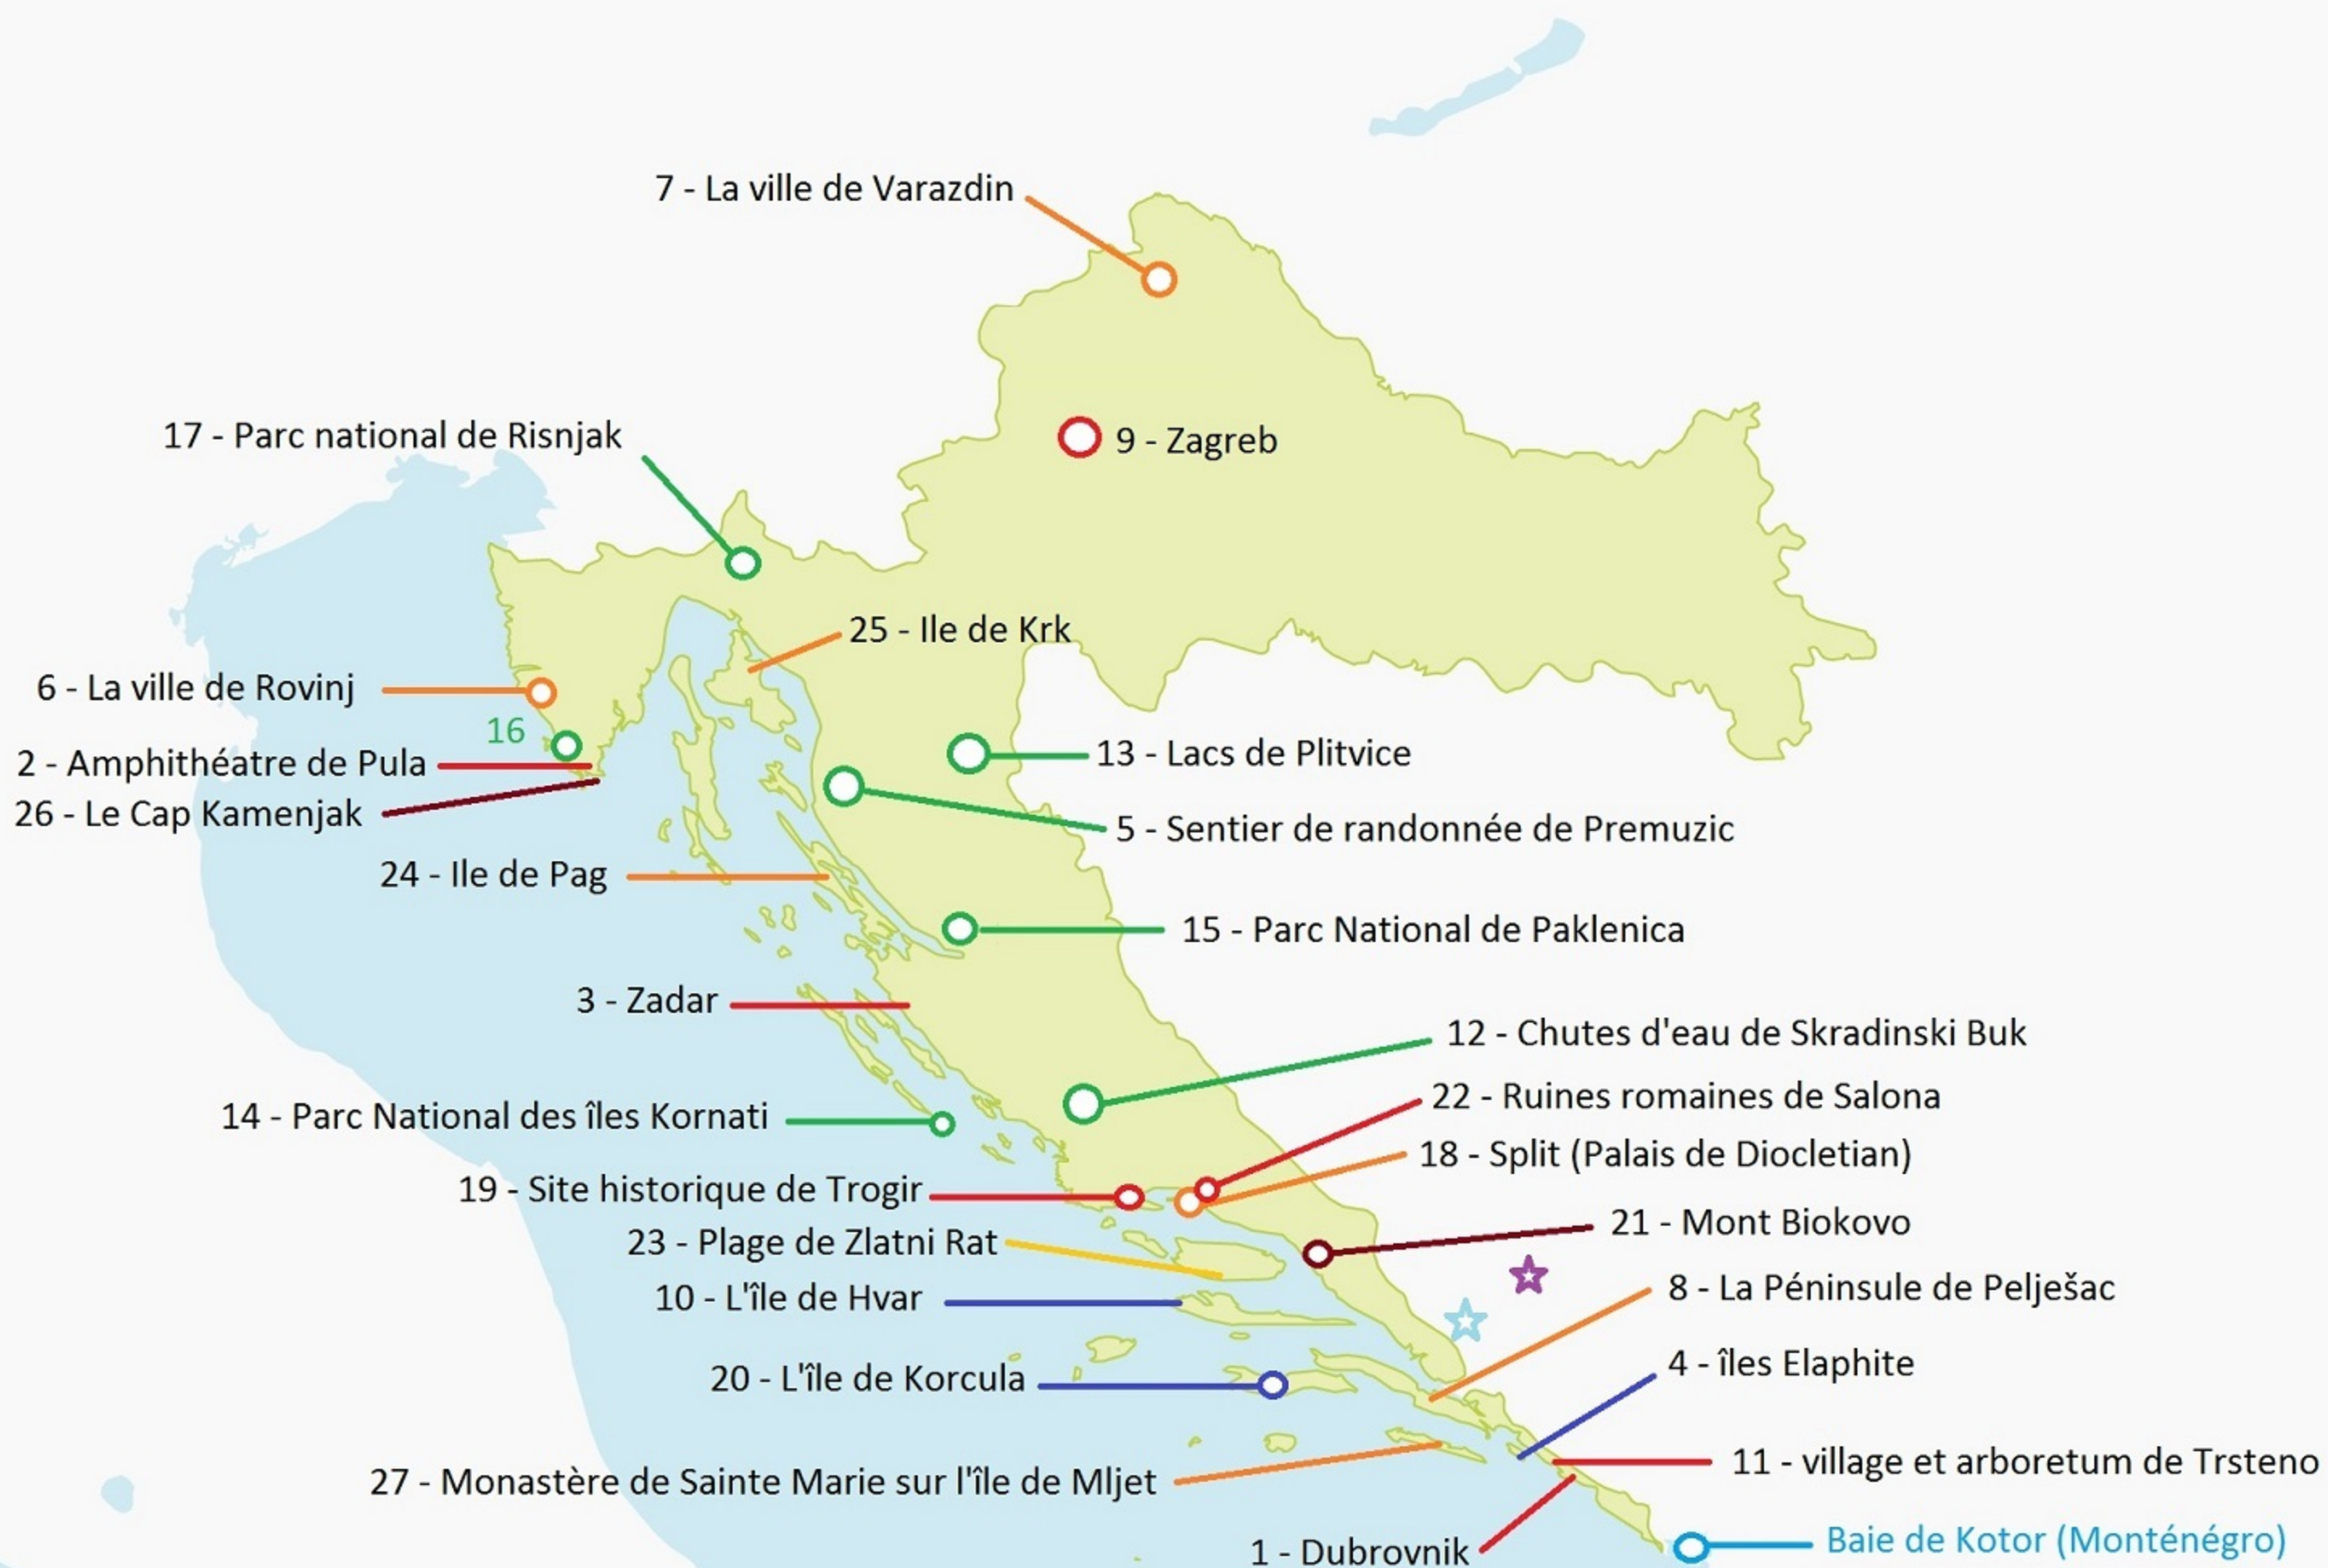 7 - La ville de Varazdin
17 - Parc national de Risnjak
9 - Zagreb
25 - Ile de Krk
6 - La ville de Rovinj
16
2 - Amphithéatre de Pula
13 - Lacs de Plitvice
26 - Le Cap Kamenjak
5 - Sentier de randonnée de Premuzic
24 - Ile de Pag
15 - Parc National de Paklenica
3 - Zadar
12 - Chutes d'eau de Skradinski Buk
22 - Ruines romaines de Salona
14 - Parc National des îles Kornati
18 - Split (Palais de Diocletian)
19 - Site historique de Trogir
21 - Mont Biokovo
23 - Plage de Zlatni Rat
8 - La Péninsule de Pelješac
10 - L'île de Hvar
4 - îles Elaphite
20 - L'île de Korcula
11 - village et arboretum de Trsteno
27 - Monastère de Sainte Marie sur l'île de Mljet
1 - Dubrovnik
Baie de Kotor (Monténégro)